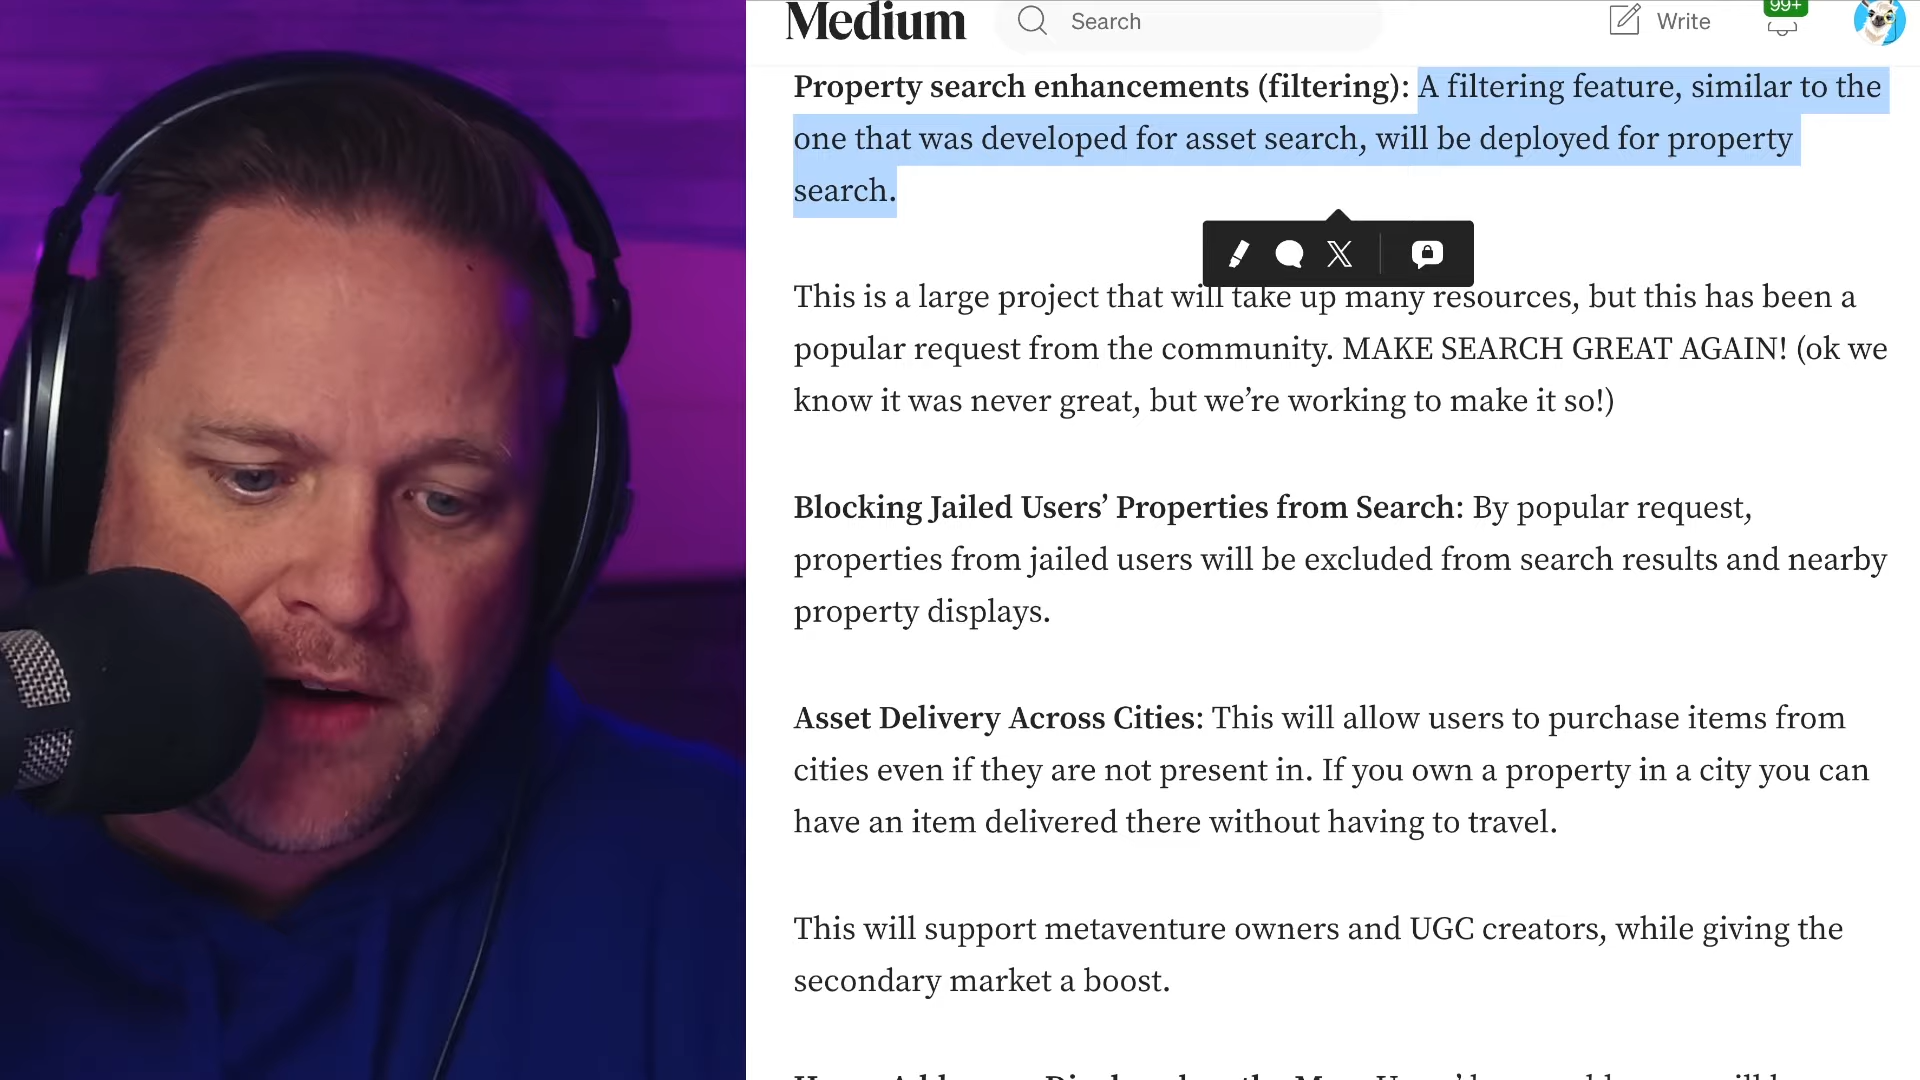 Medium
Search
Write
99+
Property search enhancements (filtering): A filtering feature, similar to the
one that was developed for asset search, will be deployed for property
search.
This is a large project that will take up many resources, but this has been a
popular request from the community. MAKE SEARCH GREAT AGAIN! (ok we
know it was never great, but we’re working to make it so!)
Blocking Jailed Users’ Properties from Search: By popular request,
properties from jailed users will be excluded from search results and nearby
property displays.
Asset Delivery Across Cities: This will allow users to purchase items from
cities even if they are not present in. If you own a property in a city you can
have an item delivered there without having to travel.
This will support metaventure owners and UGC creators, while giving the
secondary market a boost.